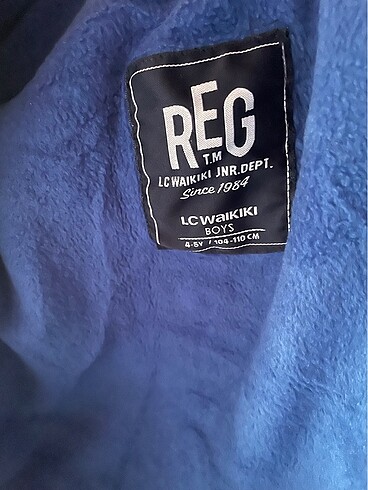 REG
T.M
LC WAIKIKI JNR.DEPT.
Since 1984
LC WAIKIKI
BOYS
4-5Y / 104-110 CM